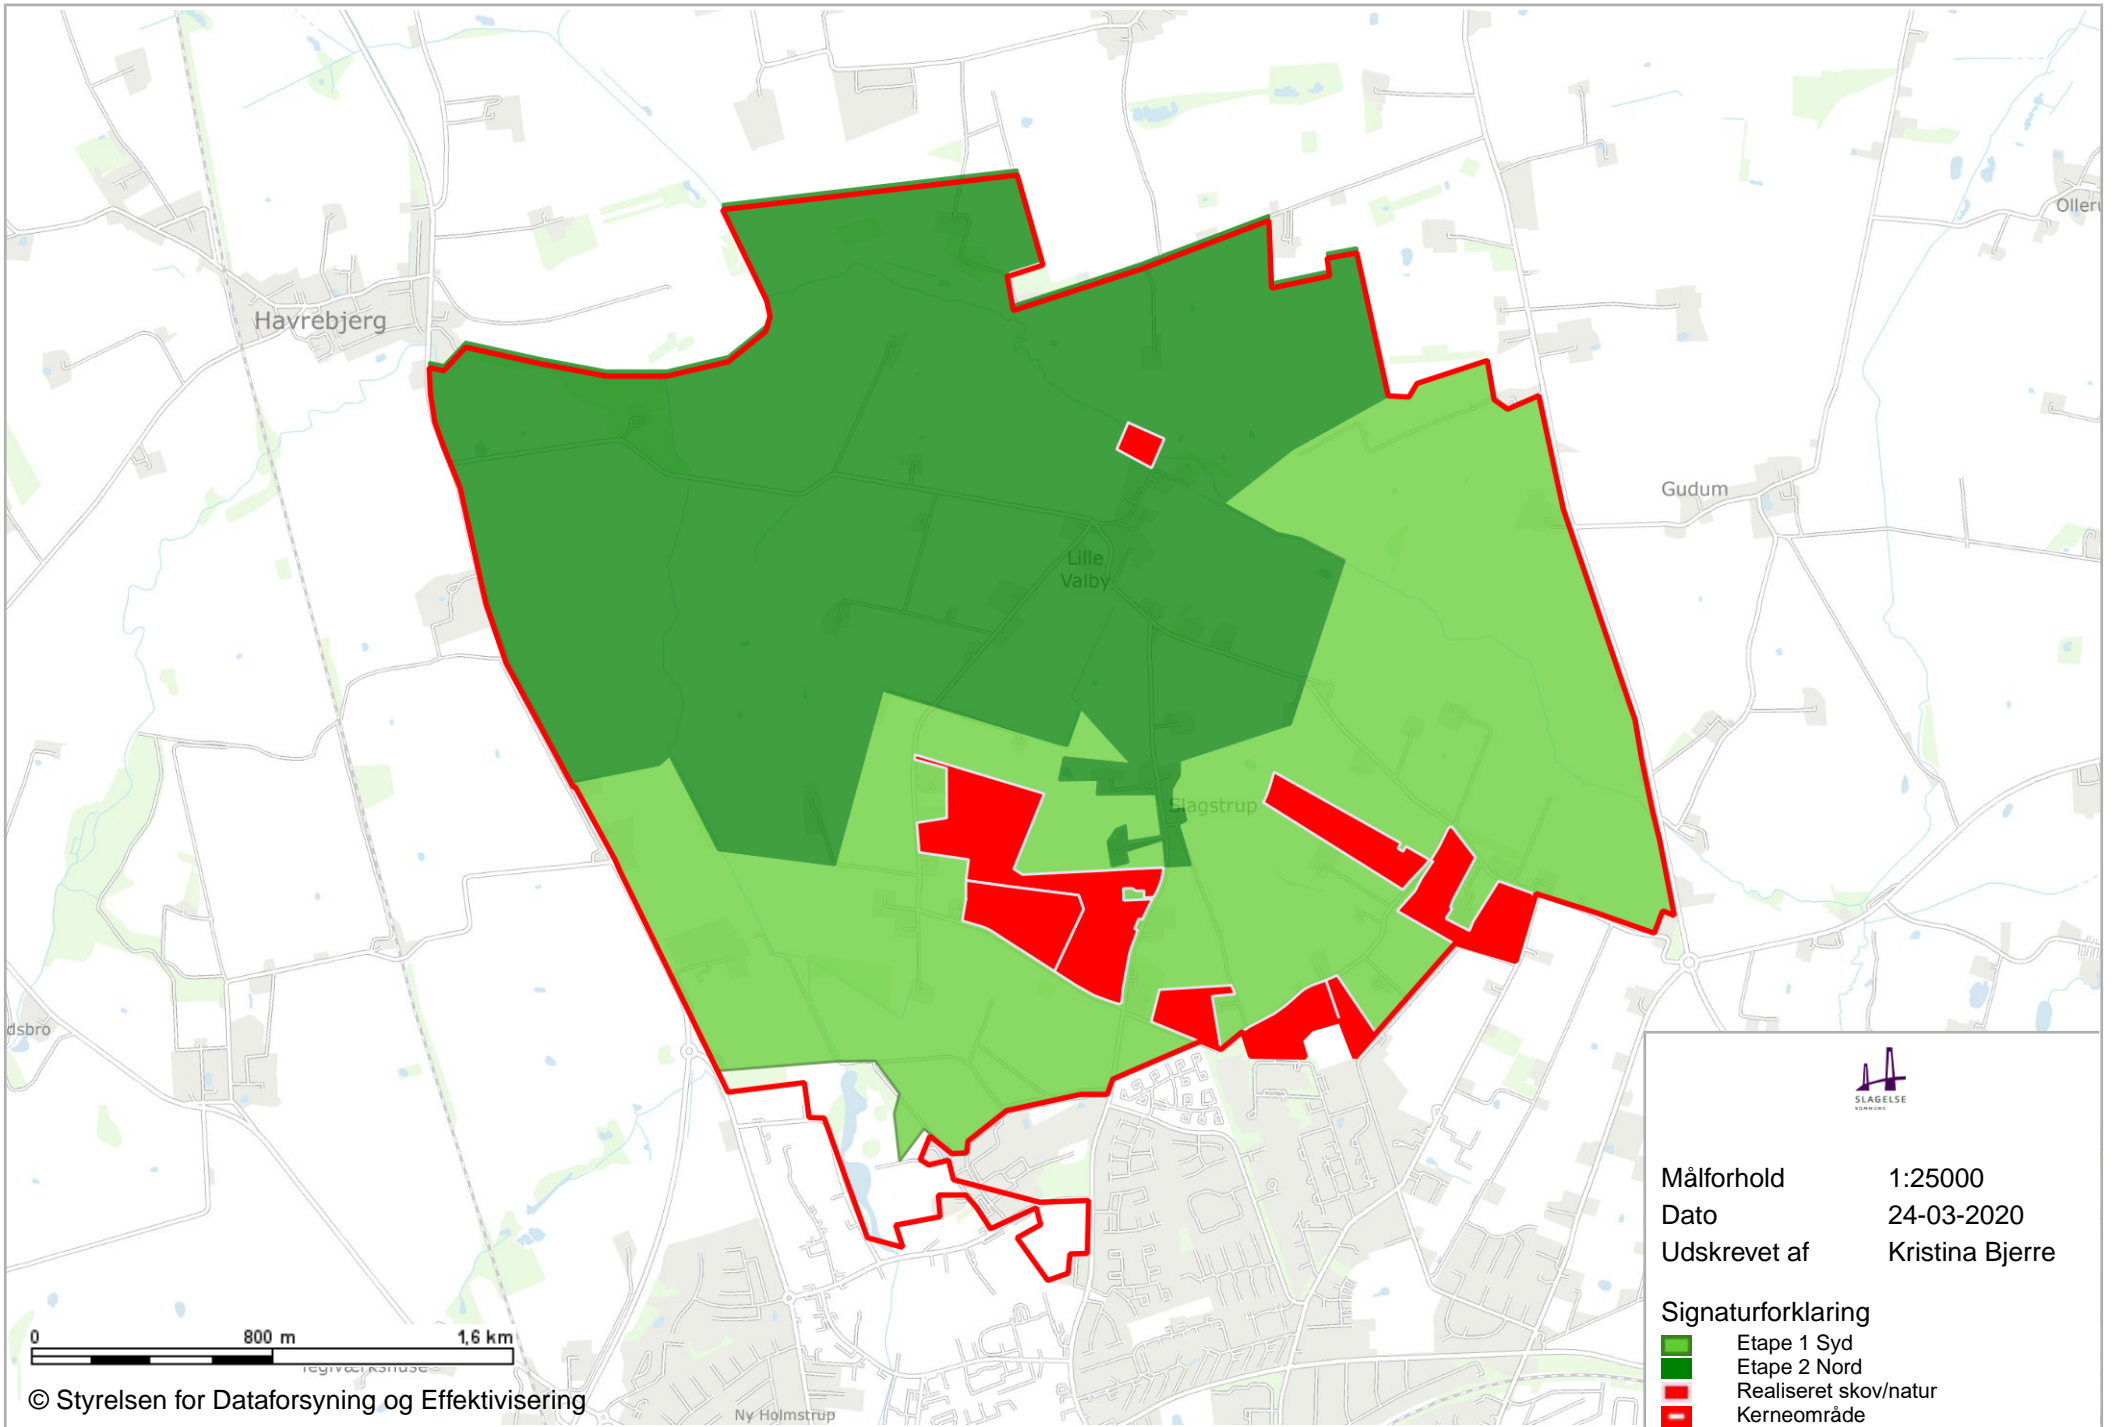 Olleru
Havrebjerg
Gudum
Lille
Valby
Slagstrup
dsbro
SLAGELSE
KOMMUNE
Målforhold 1:25000
Dato 24-03-2020
Udskrevet af Kristina Bjerre
Signaturforklaring
Etape 1 Syd
Etape 2 Nord
Realiseret skov/natur
Kerneområde
0 800 m 1,6 km
© Styrelsen for Dataforsyning og Effektivisering
Ny Holmstrup